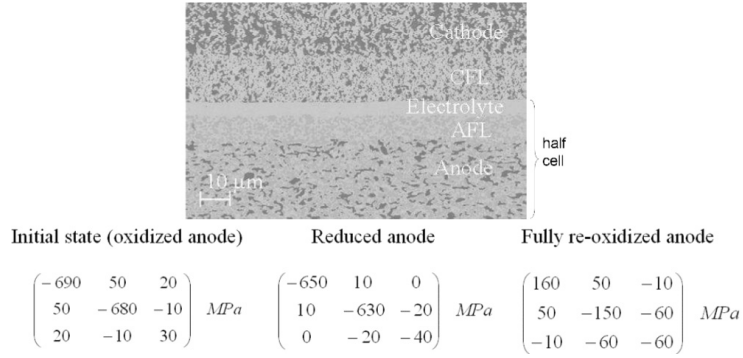 Cathode
CFL
Electrolyte
AFL
Anode
10 µm
half
cell
Initial state (oxidized anode) Reduced anode Fully re-oxidized anode
−690 50 20 −650 10 0 160 50 −10
50 −680 −10 MPa 10 −630 −20 MPa 50 −150 −60 MPa
20 −10 30 0 −20 −40 −10 −60 −60